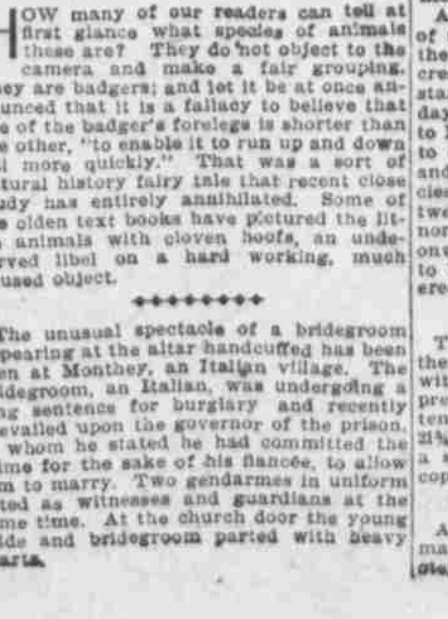 HOW many of our readers can tell at
first glance what species of animals
these are? They do not object to the
camera and make a fair grouping.
ey are badgers; and let it be at once an-
unced that it is a fallacy to believe that
e of the badger's forelegs is shorter than
e other, "to enable it to run up and down
l more quickly." That was a sort of
tural history fairy tale that recent close
udy has entirely annihilated. Some of
e olden text books have pictured the lit-
animals with cloven hoofs, an unde-
rved libel on a hard working, much
used object.
The unusual spectacle of a bridegroom
pearing at the altar handcuffed has been
en at Monthey, an Italian village. The
idegroom, an Italian, was undergoing a
ng sentence for burglary and recently
evailed upon the governor of the prison,
whom he stated he had committed the
ime for the sake of his fiancée, to allow
m to marry. Two gendarmes in uniform
ted as witnesses and guardians at the
me time. At the church door the young
ide and bridegroom parted with heavy
arts.
A
of
the
cre
sta
day
to
to
and
cie
two
nor
one
to
ere
T
the
wi
pre
ten
21¾
a s
cop
A
ma